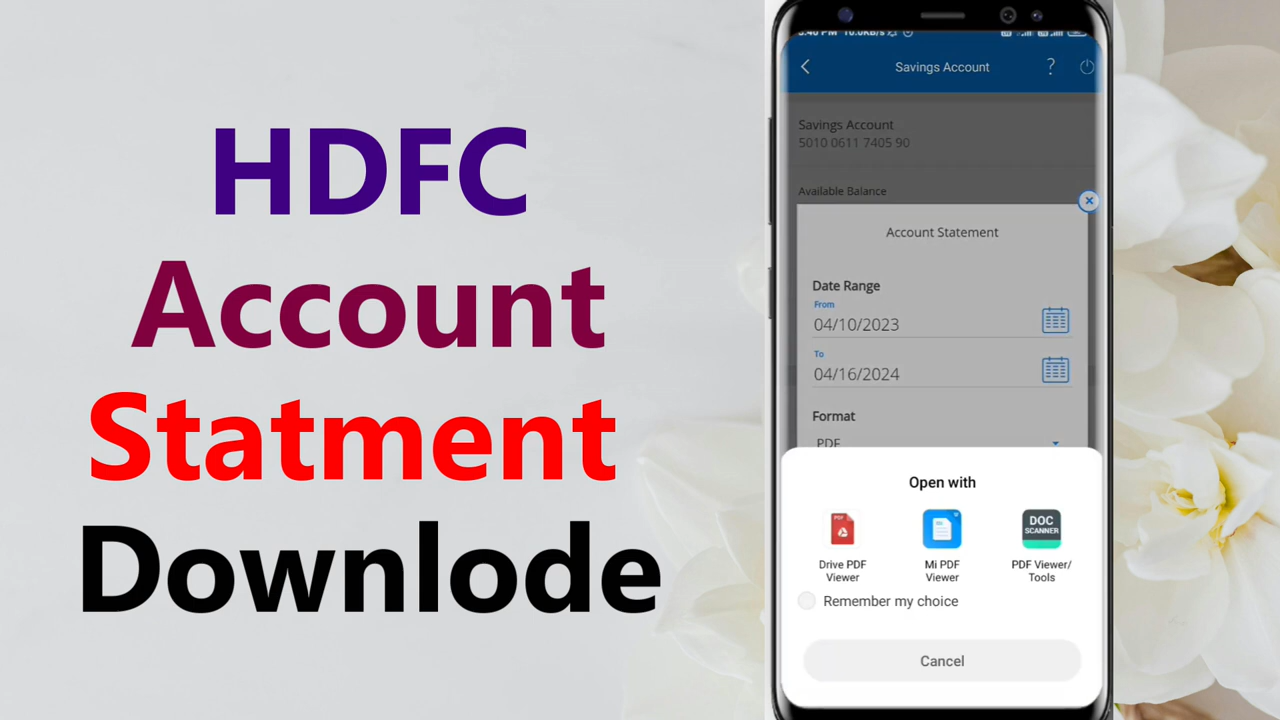 HDFC
Account
Statment
Downlode
Savings Account
?
Savings Account
5010 0611 7405 90
Available Balance
Account Statement
Date Range
From
04/10/2023
To
04/16/2024
Format
PDF
Open with
PDF
DOC
SCANNER
Drive PDF
Viewer
Mi PDF
Viewer
PDF Viewer/
Tools
Remember my choice
Cancel